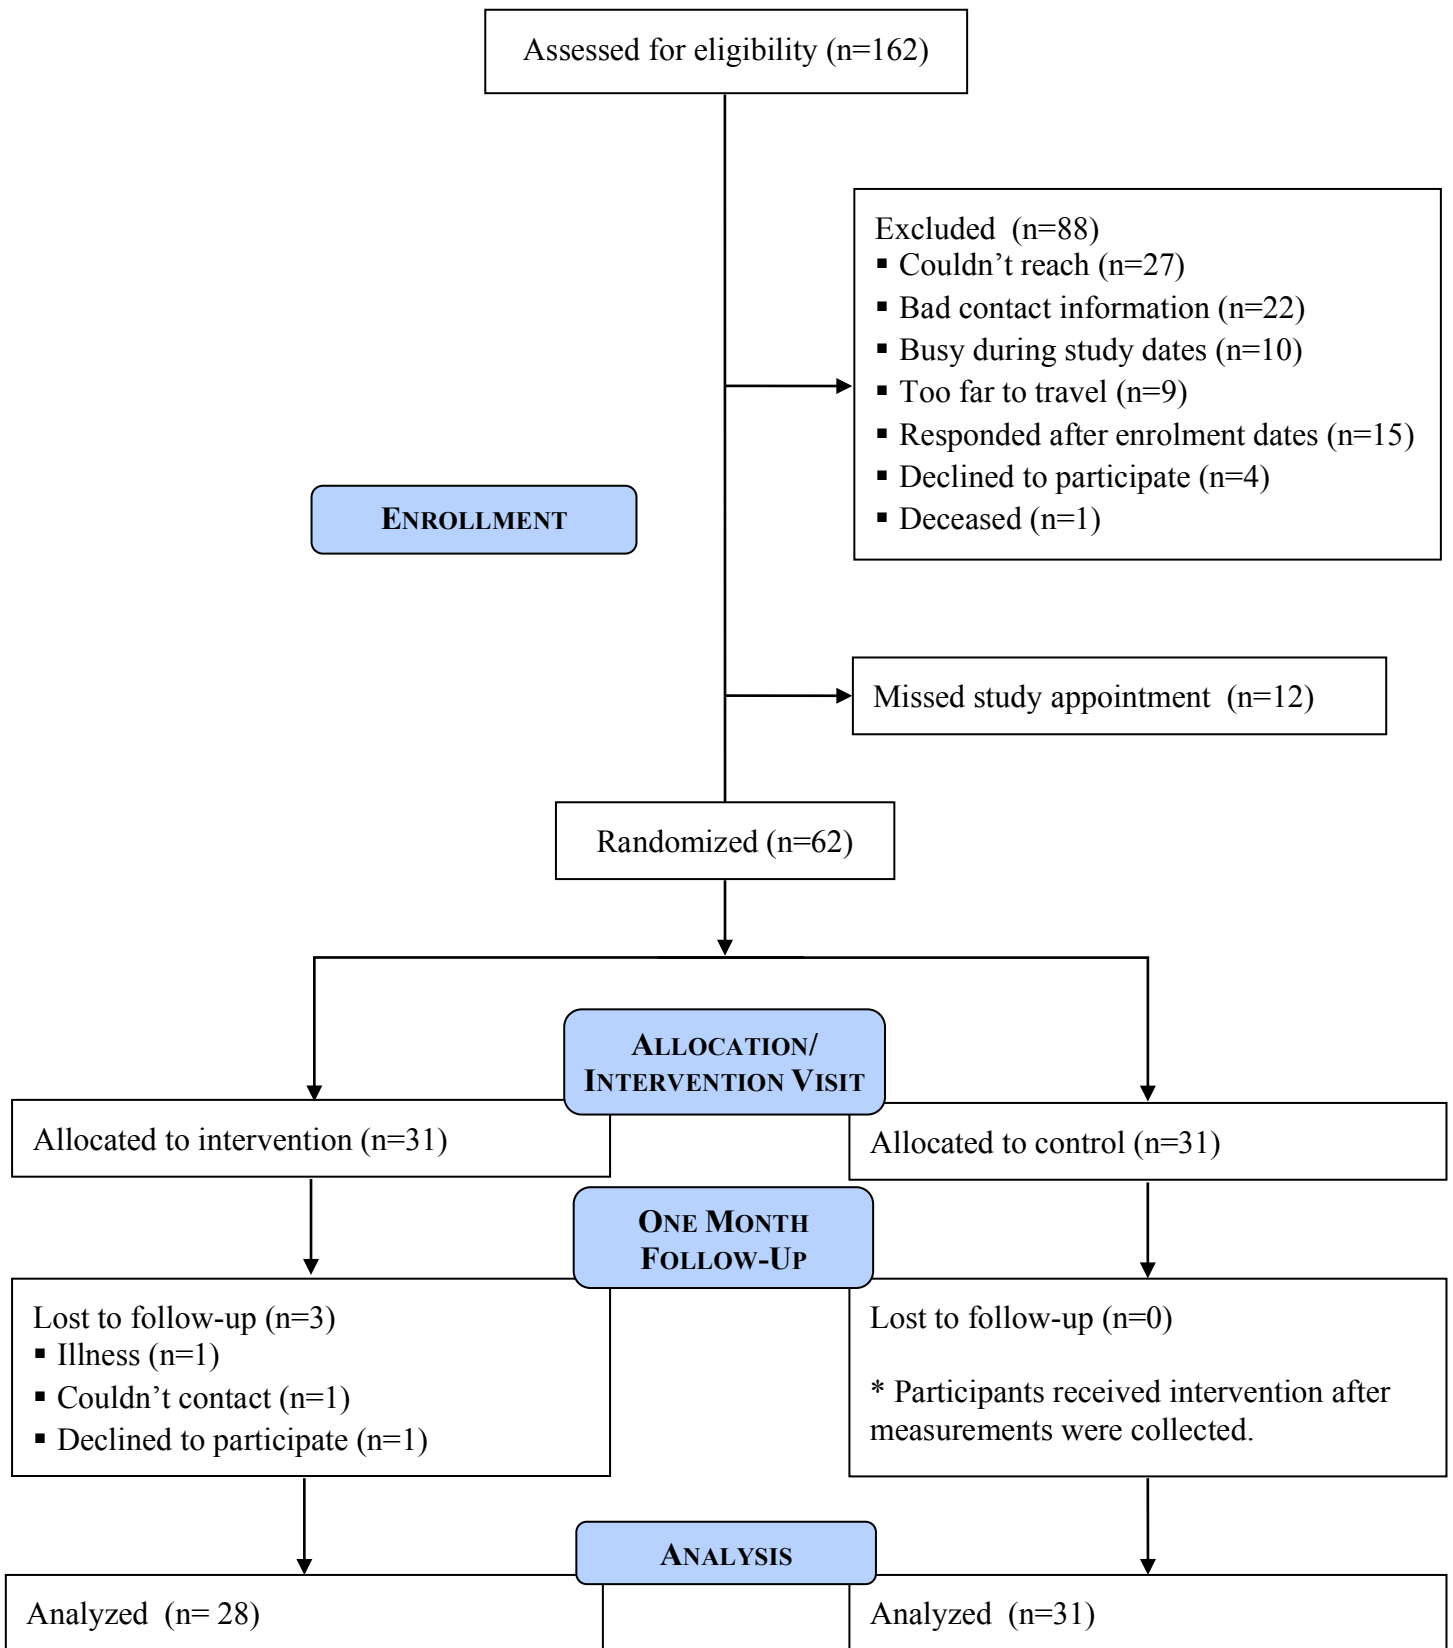 Assessed for eligibility (n=162)
Excluded  (n=88)
▪ Couldn’t reach (n=27)
▪ Bad contact information (n=22)
▪ Busy during study dates (n=10)
▪ Too far to travel (n=9)
▪ Responded after enrolment dates (n=15)
▪ Declined to participate (n=4)
▪ Deceased (n=1)
ENROLLMENT
Missed study appointment  (n=12)
Randomized (n=62)
ALLOCATION/
INTERVENTION VISIT
Allocated to intervention (n=31)
Allocated to control (n=31)
ONE MONTH
FOLLOW-UP
Lost to follow-up (n=3)
▪ Illness (n=1)
▪ Couldn’t contact (n=1)
▪ Declined to participate (n=1)
Lost to follow-up (n=0)
* Participants received intervention after
measurements were collected.
ANALYSIS
Analyzed  (n= 28)
Analyzed  (n=31)